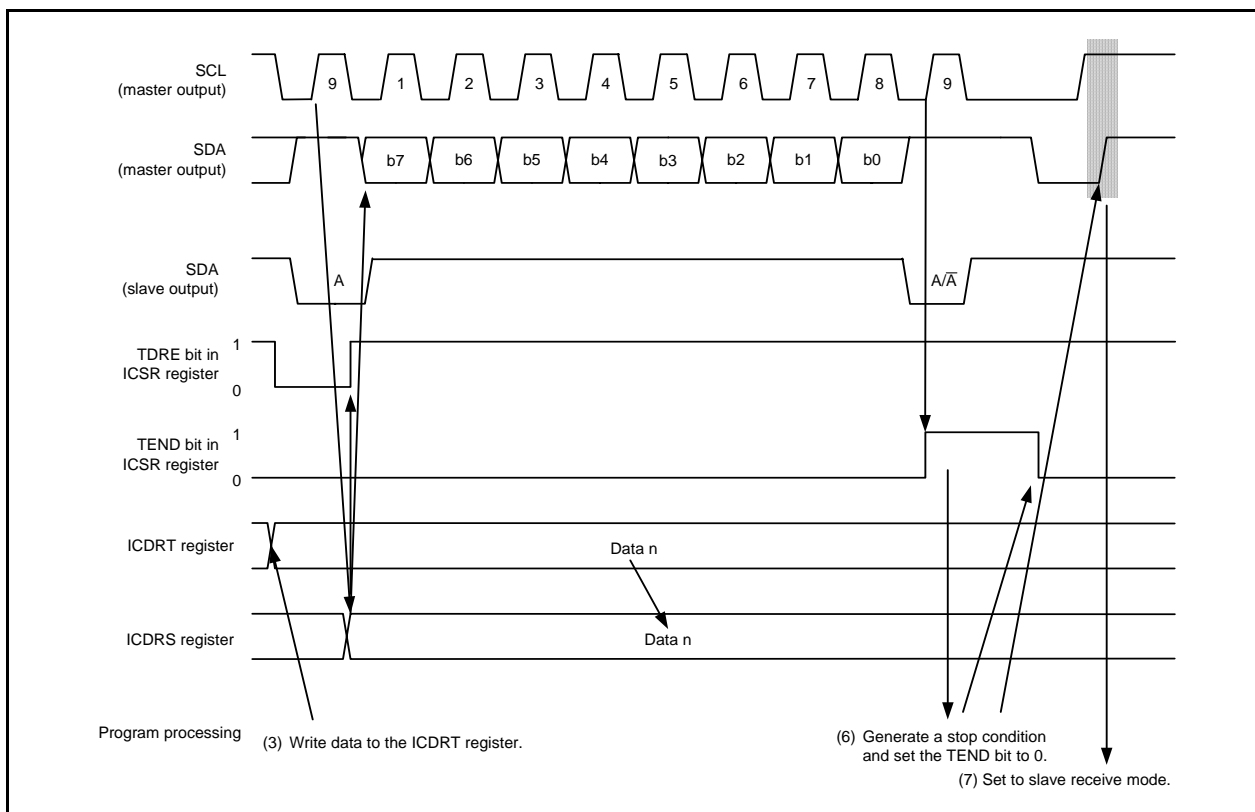 SCL
(master output)
9
1
2
3
4
5
6
7
8
9
SDA
(master output)
b7
b6
b5
b4
b3
b2
b1
b0
SDA
(slave output)
A
A/A̅
TDRE bit in
ICSR register
1
0
TEND bit in
ICSR register
1
0
ICDRT register
Data n
ICDRS register
Data n
Program processing
(3) Write data to the ICDRT register.
(6) Generate a stop condition
and set the TEND bit to 0.
(7) Set to slave receive mode.